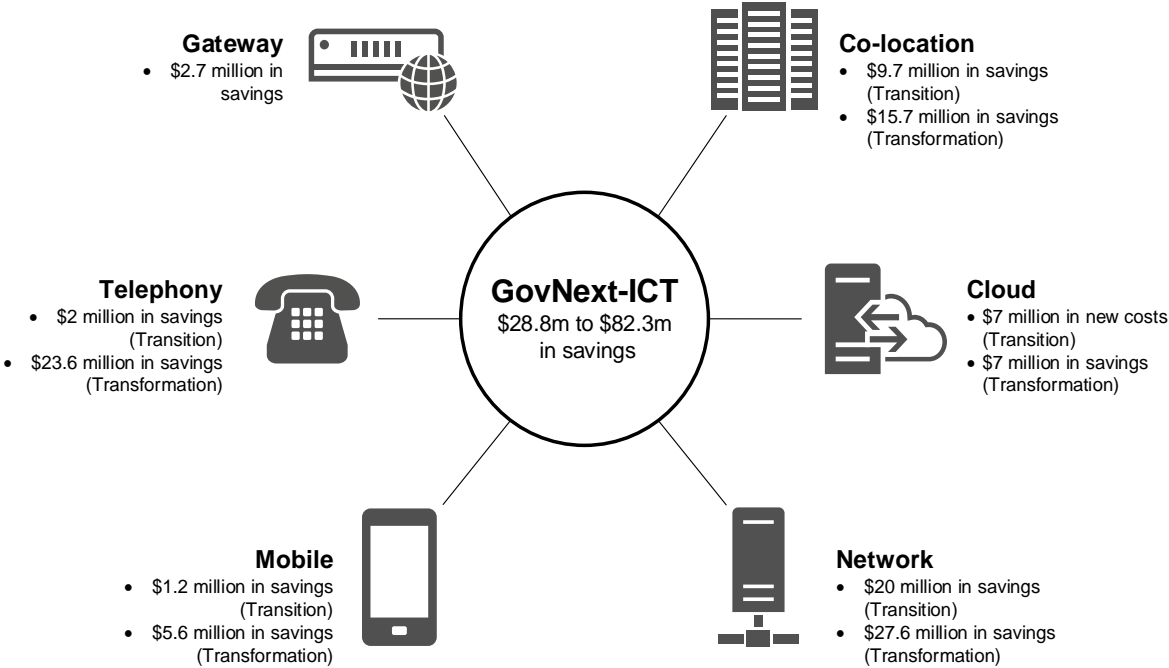 Gateway
• $2.7 million in
savings
Co-location
• $9.7 million in savings
(Transition)
• $15.7 million in savings
(Transformation)
Telephony
• $2 million in savings
(Transition)
• $23.6 million in savings
(Transformation)
GovNext-ICT
$28.8m to $82.3m
in savings
Cloud
• $7 million in new costs
(Transition)
• $7 million in savings
(Transformation)
Mobile
• $1.2 million in savings
(Transition)
• $5.6 million in savings
(Transformation)
Network
• $20 million in savings
(Transition)
• $27.6 million in savings
(Transformation)